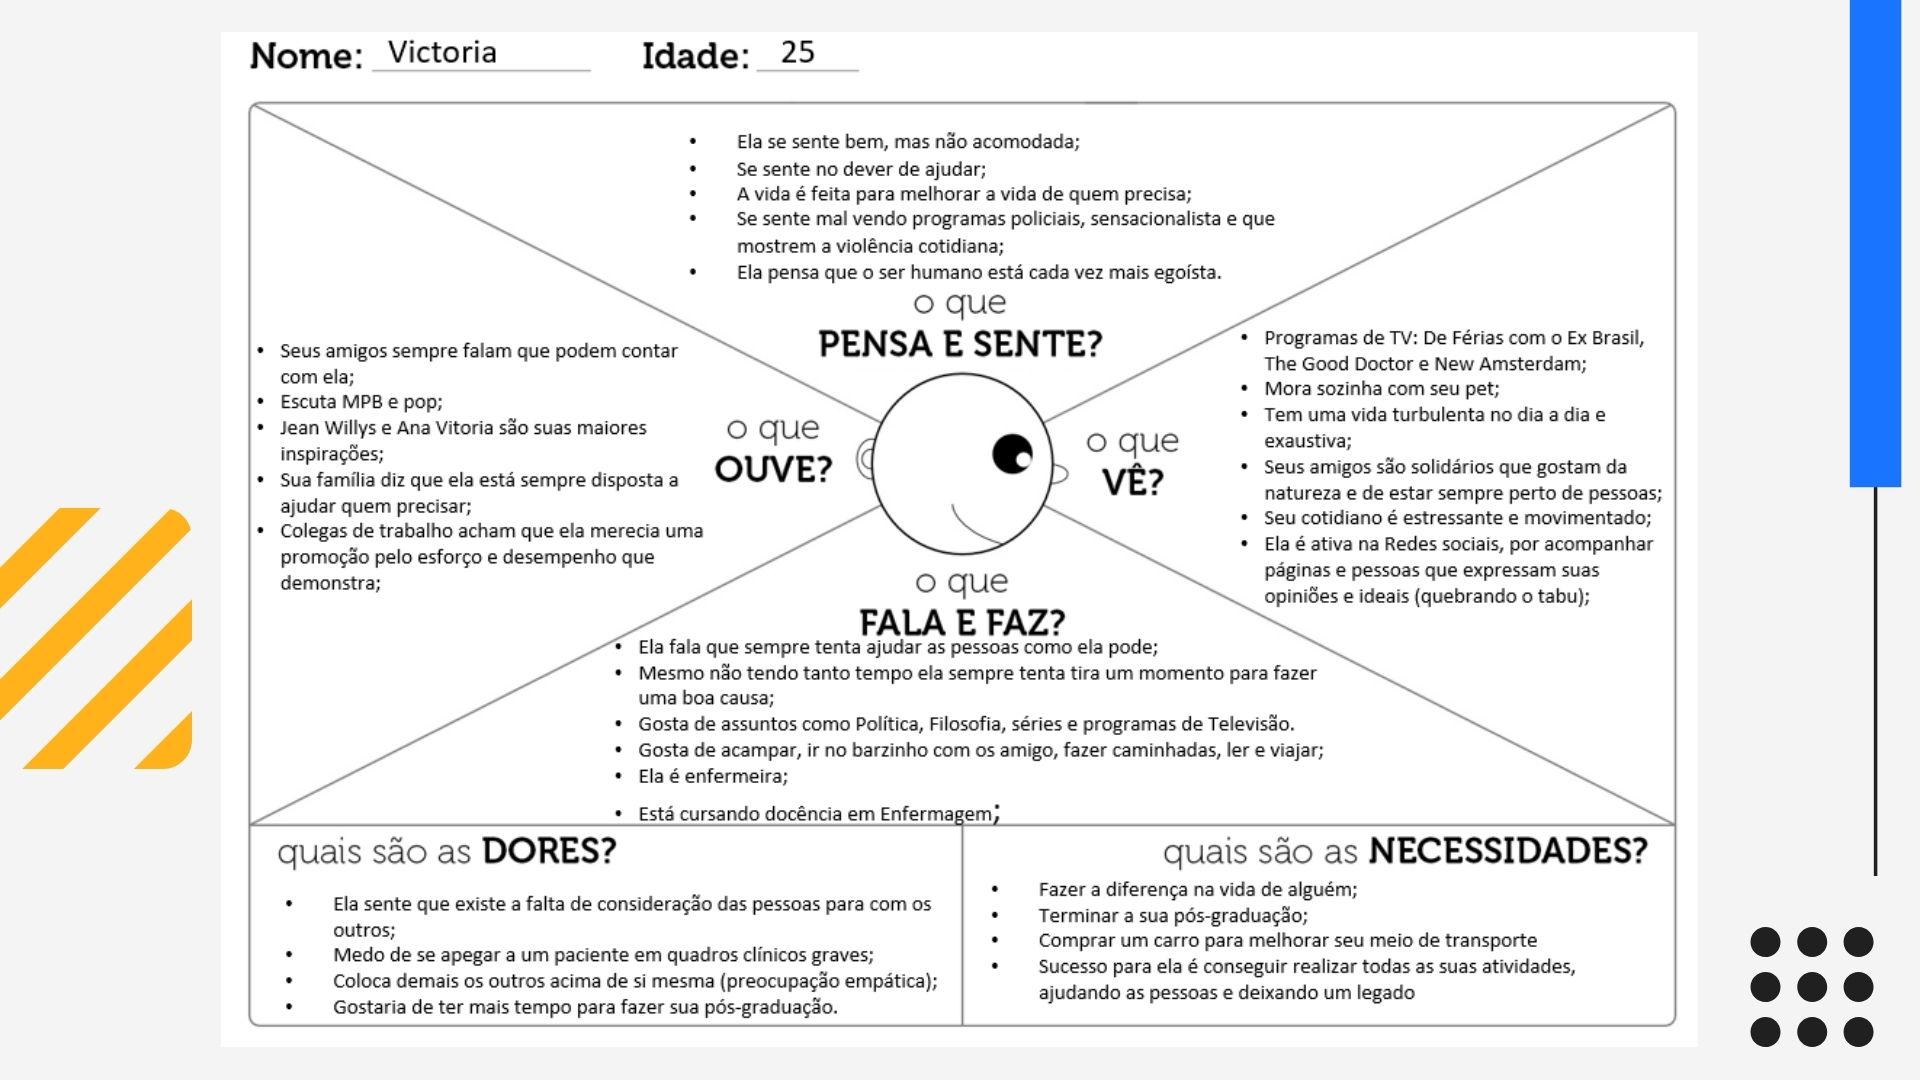 Nome: Victoria Idade: 25
• Ela se sente bem, mas não acomodada;
• Se sente no dever de ajudar;
• A vida é feita para melhorar a vida de quem precisa;
• Se sente mal vendo programas policiais, sensacionalista e que
mostrem a violência cotidiana;
• Ela pensa que o ser humano está cada vez mais egoísta.
o que
PENSA E SENTE?
• Seus amigos sempre falam que podem contar
com ela;
• Escuta MPB e pop;
• Jean Willys e Ana Vitoria são suas maiores
inspirações;
• Sua família diz que ela está sempre disposta a
ajudar quem precisar;
• Colegas de trabalho acham que ela merecia uma
promoção pelo esforço e desempenho que
demonstra;
o que
OUVE?
o que
VÊ?
• Programas de TV: De Férias com o Ex Brasil,
The Good Doctor e New Amsterdam;
• Mora sozinha com seu pet;
• Tem uma vida turbulenta no dia a dia e
exaustiva;
• Seus amigos são solidários que gostam da
natureza e de estar sempre perto de pessoas;
• Seu cotidiano é estressante e movimentado;
• Ela é ativa na Redes sociais, por acompanhar
páginas e pessoas que expressam suas
opiniões e ideais (quebrando o tabu);
o que
FALA E FAZ?
• Ela fala que sempre tenta ajudar as pessoas como ela pode;
• Mesmo não tendo tanto tempo ela sempre tenta tira um momento para fazer
uma boa causa;
• Gosta de assuntos como Política, Filosofia, séries e programas de Televisão.
• Gosta de acampar, ir no barzinho com os amigo, fazer caminhadas, ler e viajar;
• Ela é enfermeira;
• Está cursando docência em Enfermagem;
quais são as DORES?
• Ela sente que existe a falta de consideração das pessoas para com os
outros;
• Medo de se apegar a um paciente em quadros clínicos graves;
• Coloca demais os outros acima de si mesma (preocupação empática);
• Gostaria de ter mais tempo para fazer sua pós-graduação.
quais são as NECESSIDADES?
• Fazer a diferença na vida de alguém;
• Terminar a sua pós-graduação;
• Comprar um carro para melhorar seu meio de transporte
• Sucesso para ela é conseguir realizar todas as suas atividades,
ajudando as pessoas e deixando um legado